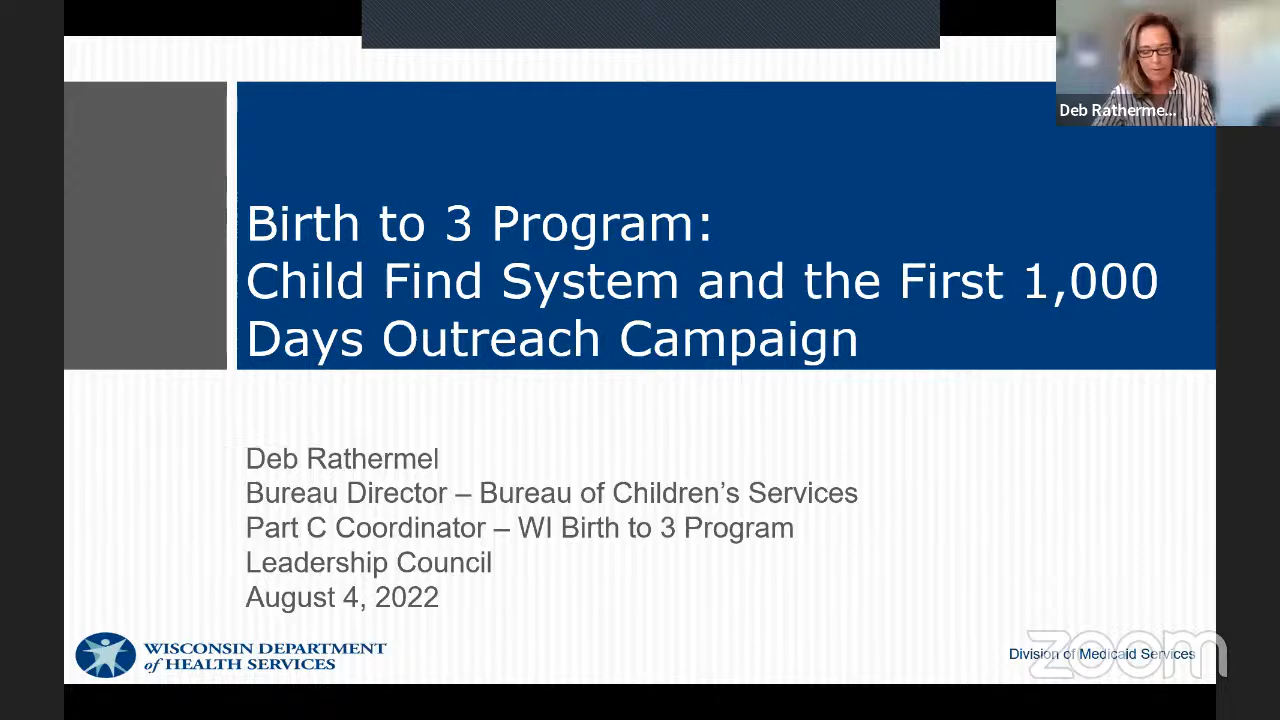 Deb Ratherme...
Birth to 3 Program:
Child Find System and the First 1,000
Days Outreach Campaign
Deb Rathermel
Bureau Director – Bureau of Children’s Services
Part C Coordinator – WI Birth to 3 Program
Leadership Council
August 4, 2022
WISCONSIN DEPARTMENT
of HEALTH SERVICES
Division of Medicaid Services
zoom